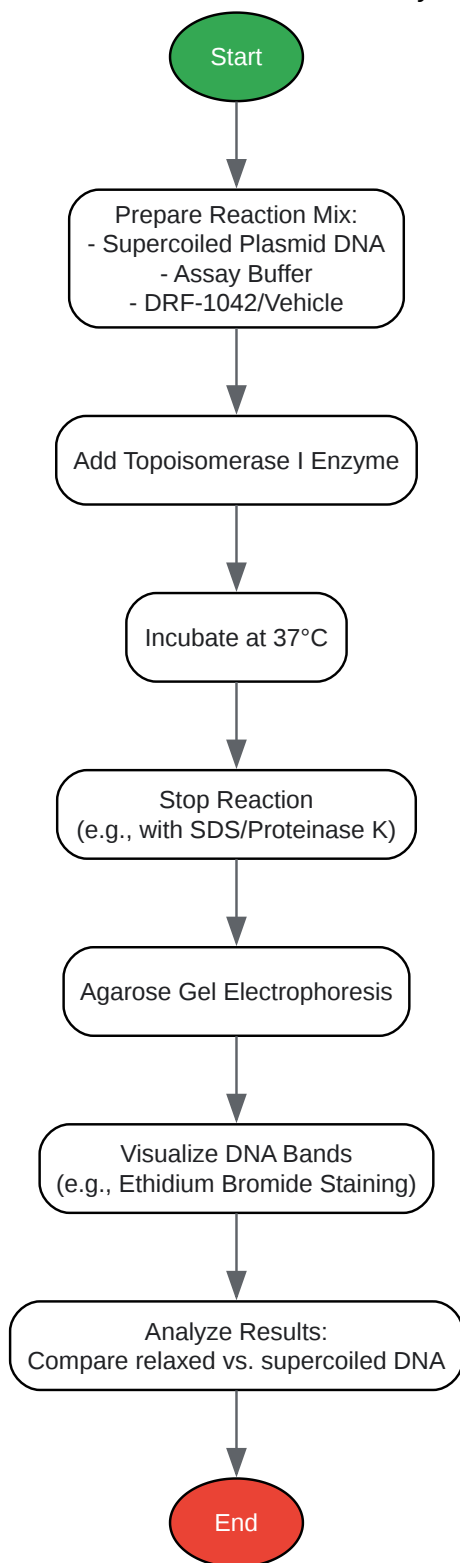 Start
Prepare Reaction Mix:
- Supercoiled Plasmid DNA
- Assay Buffer
- DRF-1042/Vehicle
Add Topoisomerase I Enzyme
Incubate at 37°C
Stop Reaction
(e.g., with SDS/Proteinase K)
Agarose Gel Electrophoresis
Visualize DNA Bands
(e.g., Ethidium Bromide Staining)
Analyze Results:
Compare relaxed vs. supercoiled DNA
End